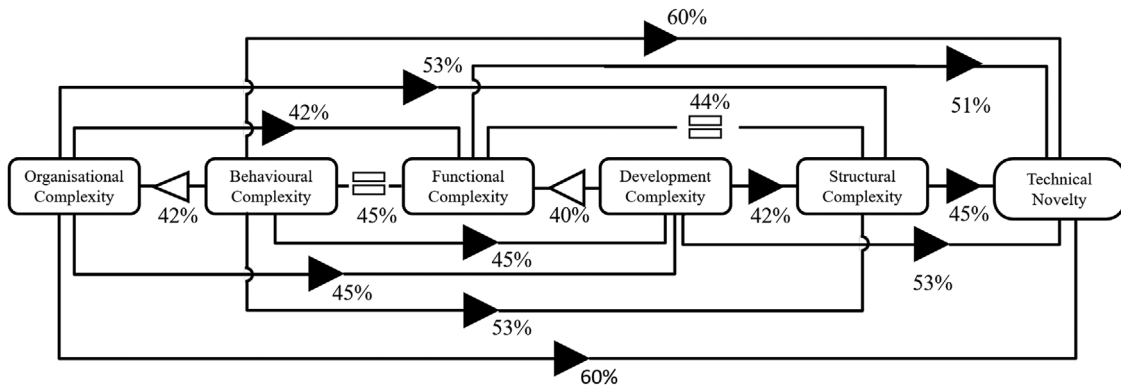 60%
53%
51%
44%
42%
Organisational
Complexity
Behavioural
Complexity
Functional
Complexity
Development
Complexity
Structural
Complexity
Technical
Novelty
42%
45%
40%
42%
45%
45%
45%
53%
53%
60%